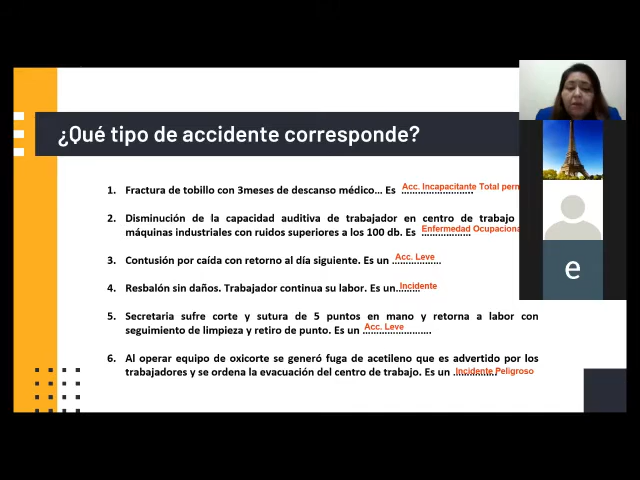 ¿Qué tipo de accidente corresponde?
1. Fractura de tobillo con 3meses de descanso médico... Es Acc. Incapacitante Total perm
2. Disminución de la capacidad auditiva de trabajador en centro de trabajo
máquinas industriales con ruidos superiores a los 100 db. Es Enfermedad Ocupaciona
3. Contusión por caída con retorno al día siguiente. Es un Acc. Leve
4. Resbalón sin daños. Trabajador continua su labor. Es un Incidente
5. Secretaria sufre corte y sutura de 5 puntos en mano y retorna a labor con
seguimiento de limpieza y retiro de punto. Es un Acc. Leve
6. Al operar equipo de oxicorte se generó fuga de acetileno que es advertido por los
trabajadores y se ordena la evacuación del centro de trabajo. Es un Incidente Peligroso
e